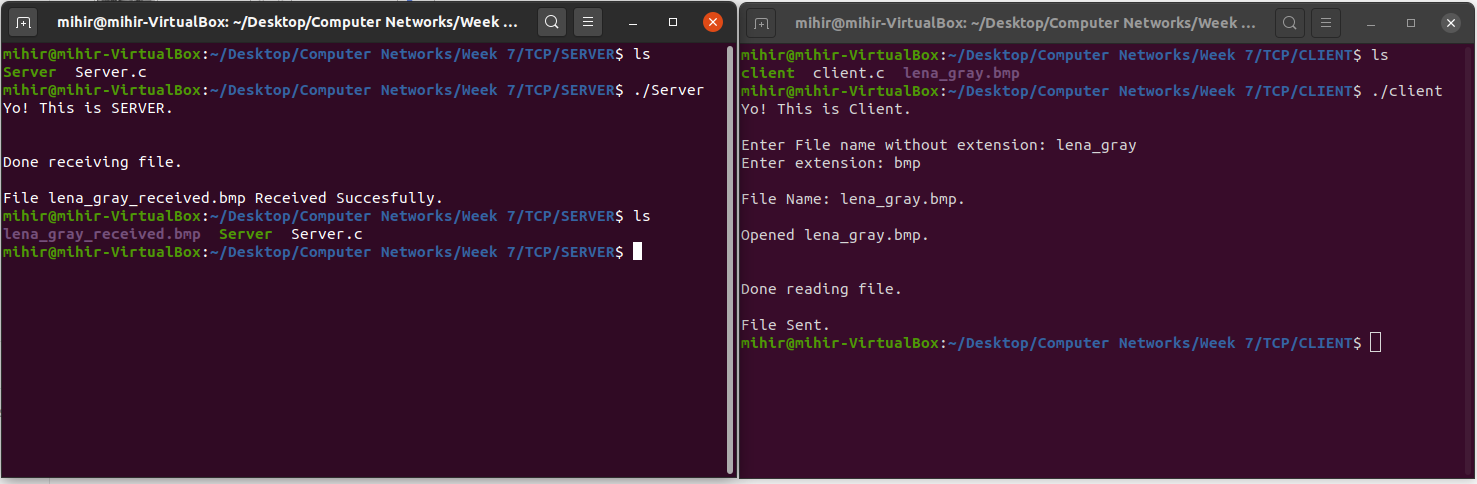 mihir@mihir-VirtualBox: ~/Desktop/Computer Networks/Week ...
mihir@mihir-VirtualBox:~/Desktop/Computer Networks/Week 7/TCP/SERVER$ ls
Server  Server.c
mihir@mihir-VirtualBox:~/Desktop/Computer Networks/Week 7/TCP/SERVER$ ./Server
Yo! This is SERVER.
Done receiving file.
File lena_gray_received.bmp Received Succesfully.
mihir@mihir-VirtualBox:~/Desktop/Computer Networks/Week 7/TCP/SERVER$ ls
lena_gray_received.bmp  Server  Server.c
mihir@mihir-VirtualBox:~/Desktop/Computer Networks/Week 7/TCP/SERVER$
mihir@mihir-VirtualBox: ~/Desktop/Computer Networks/Week ...
mihir@mihir-VirtualBox:~/Desktop/Computer Networks/Week 7/TCP/CLIENT$ ls
client  client.c  lena_gray.bmp
mihir@mihir-VirtualBox:~/Desktop/Computer Networks/Week 7/TCP/CLIENT$ ./client
Yo! This is Client.
Enter File name without extension: lena_gray
Enter extension: bmp
File Name: lena_gray.bmp.
Opened lena_gray.bmp.
Done reading file.
File Sent.
mihir@mihir-VirtualBox:~/Desktop/Computer Networks/Week 7/TCP/CLIENT$